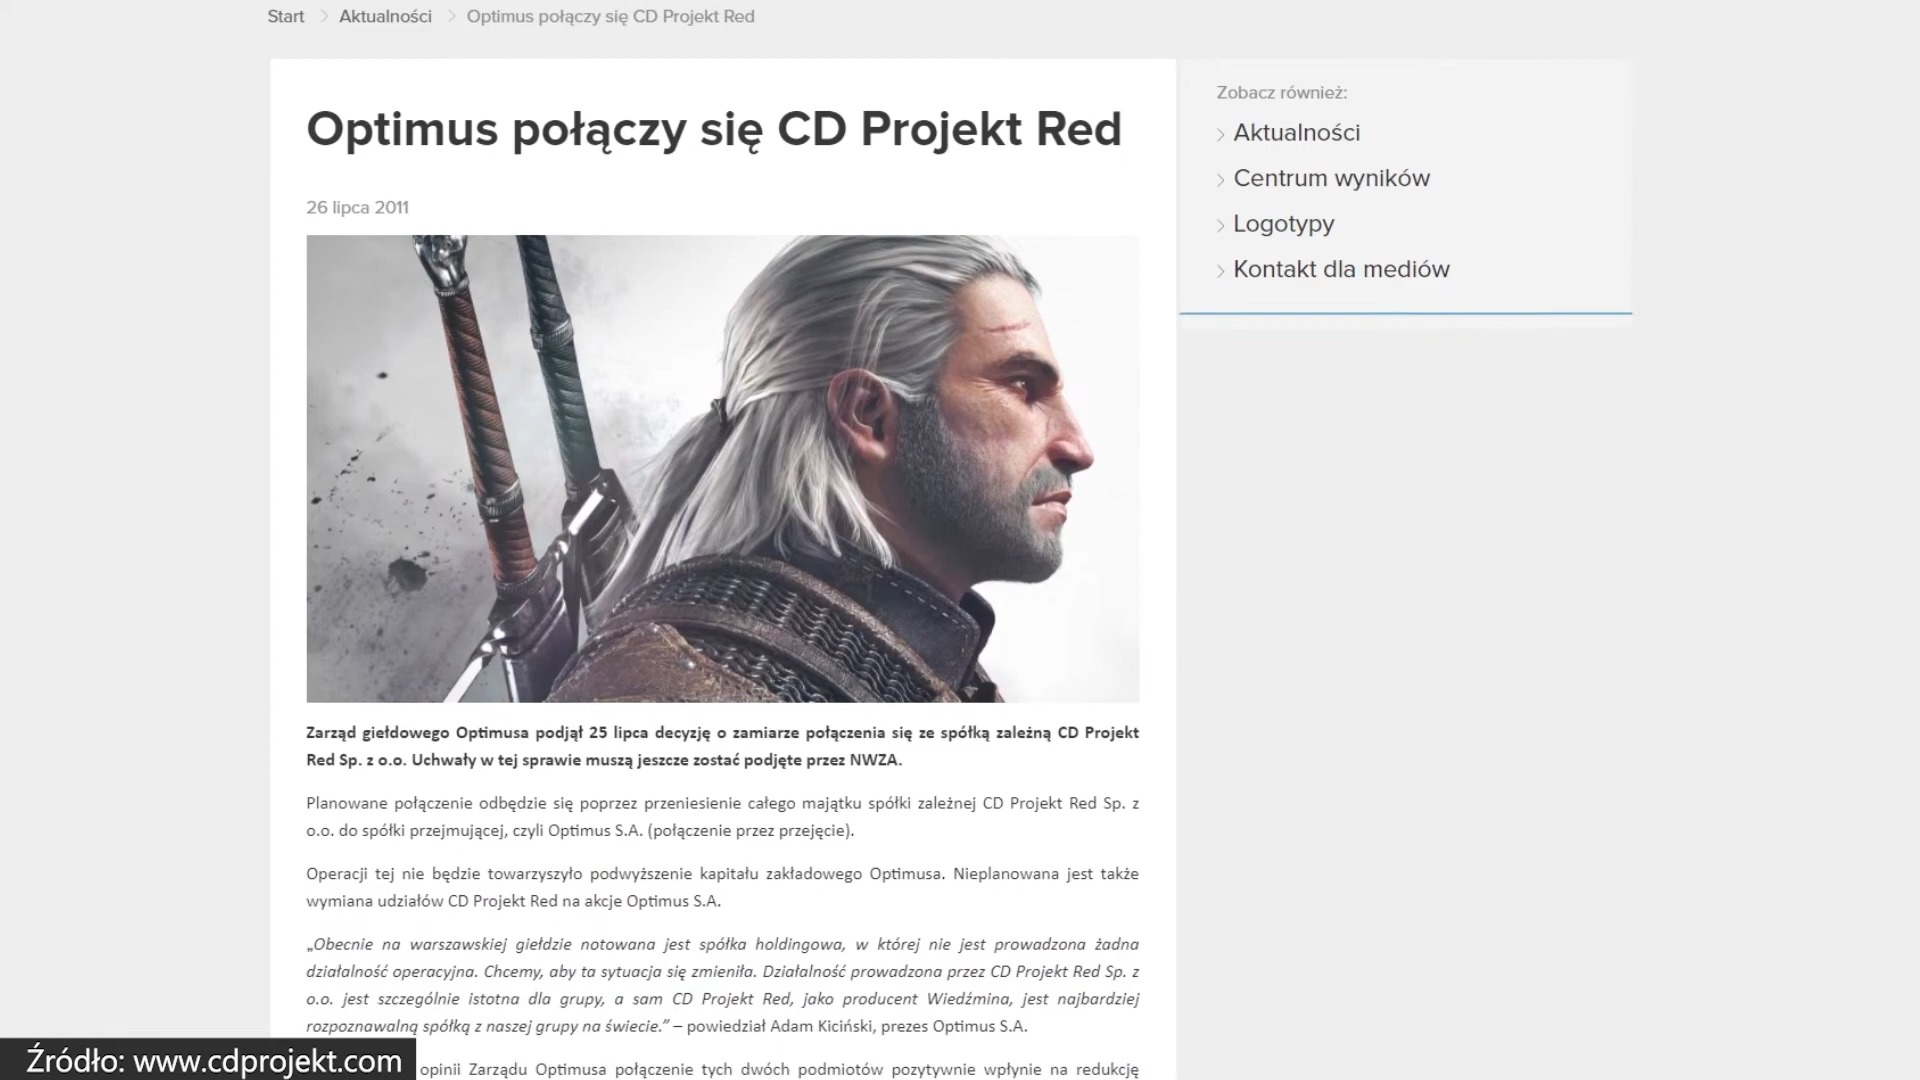 Start > Aktualności > Optimus połączy się CD Projekt Red
Optimus połączy się CD Projekt Red
26 lipca 2011
Zarząd giełdowego Optimusa podjął 25 lipca decyzję o zamiarze połączenia się ze spółką zależną CD Projekt
Red Sp. z o.o. Uchwały w tej sprawie muszą jeszcze zostać podjęte przez NWZA.
Planowane połączenie odbędzie się poprzez przeniesienie całego majątku spółki zależnej CD Projekt Red Sp. z
o.o. do spółki przejmującej, czyli Optimus S.A. (połączenie przez przejęcie).
Operacji tej nie będzie towarzyszyło podwyższenie kapitału zakładowego Optimusa. Nieplanowana jest także
wymiana udziałów CD Projekt Red na akcje Optimus S.A.
„Obecnie na warszawskiej giełdzie notowana jest spółka holdingowa, w której nie jest prowadzona żadna
działalność operacyjna. Chcemy, aby ta sytuacja się zmieniła. Działalność prowadzona przez CD Projekt Red Sp. z
o.o. jest szczególnie istotna dla grupy, a sam CD Projekt Red, jako producent Wiedźmina, jest najbardziej
rozpoznawalną spółką z naszej grupy na świecie.” – powiedział Adam Kiciński, prezes Optimus S.A.
opinii Zarządu Optimusa połączenie tych dwóch podmiotów pozytywnie wpłynie na redukcję
Zobacz również:
Aktualności
Centrum wyników
Logotypy
Kontakt dla mediów
Źródło: www.cdprojekt.com